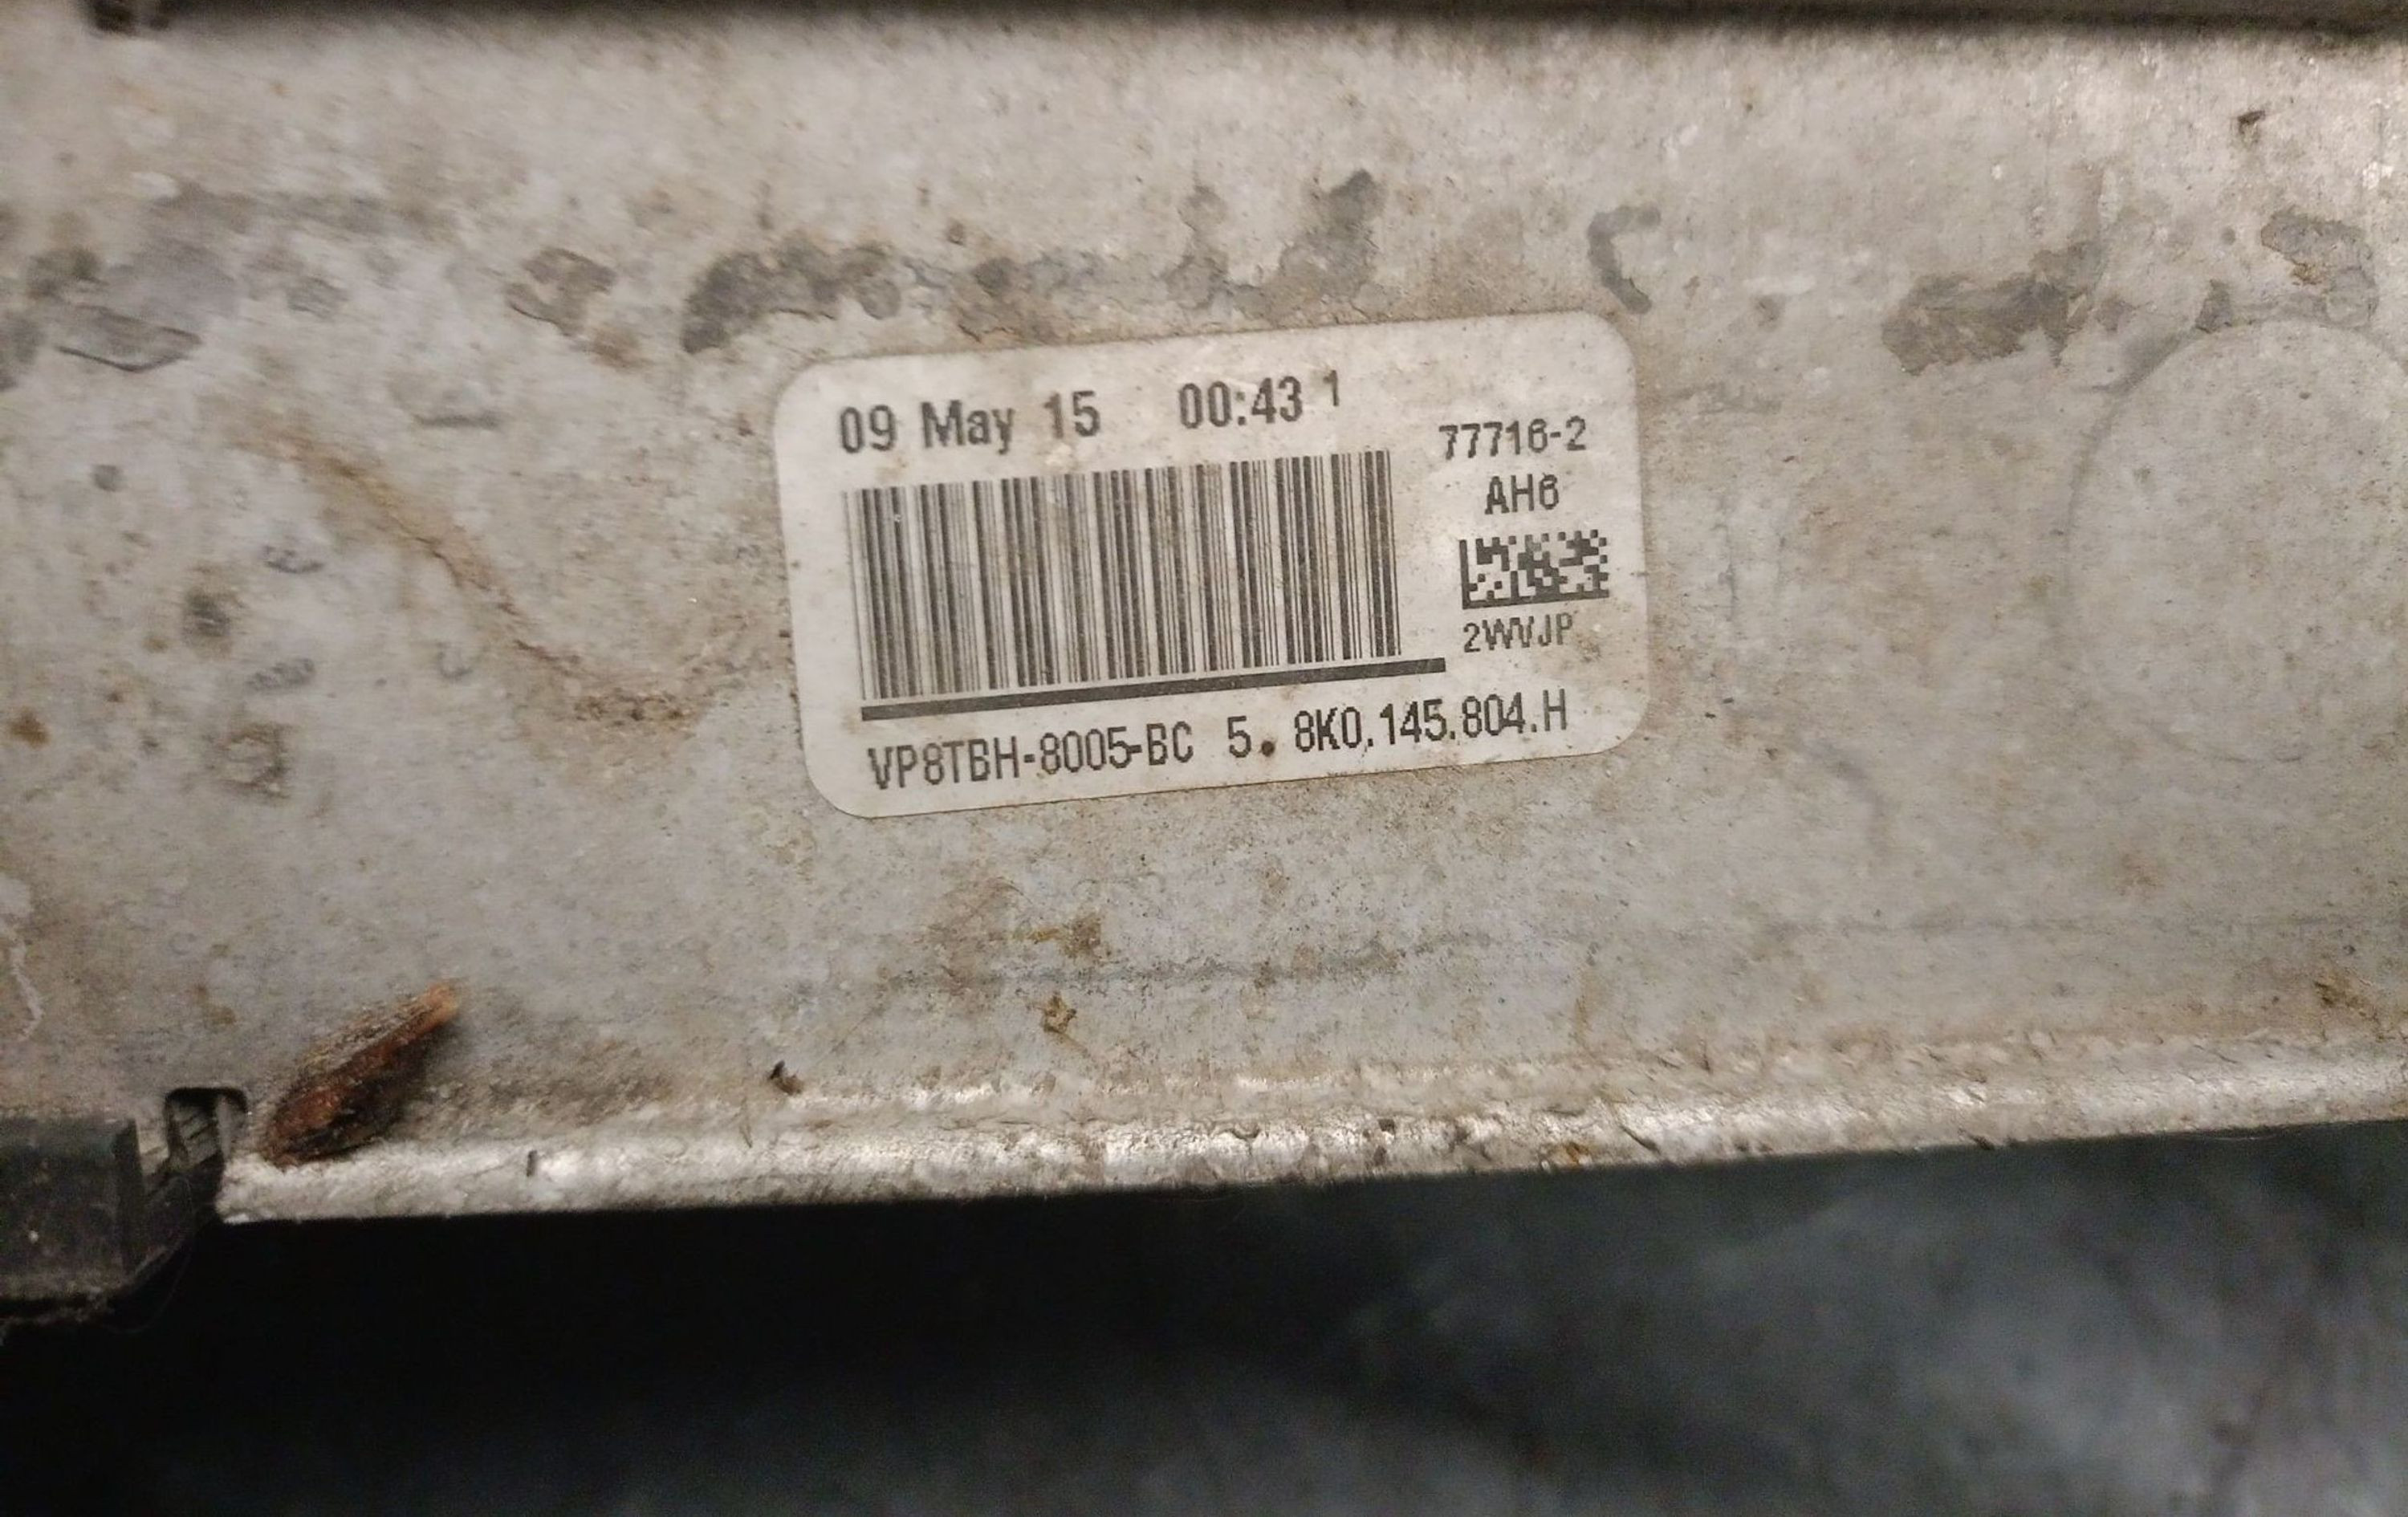 09 May 15 00:43 1
77716-2
AH6
2WVJP
VP8TBH-8005-BC 5. 8K0.145.804.H